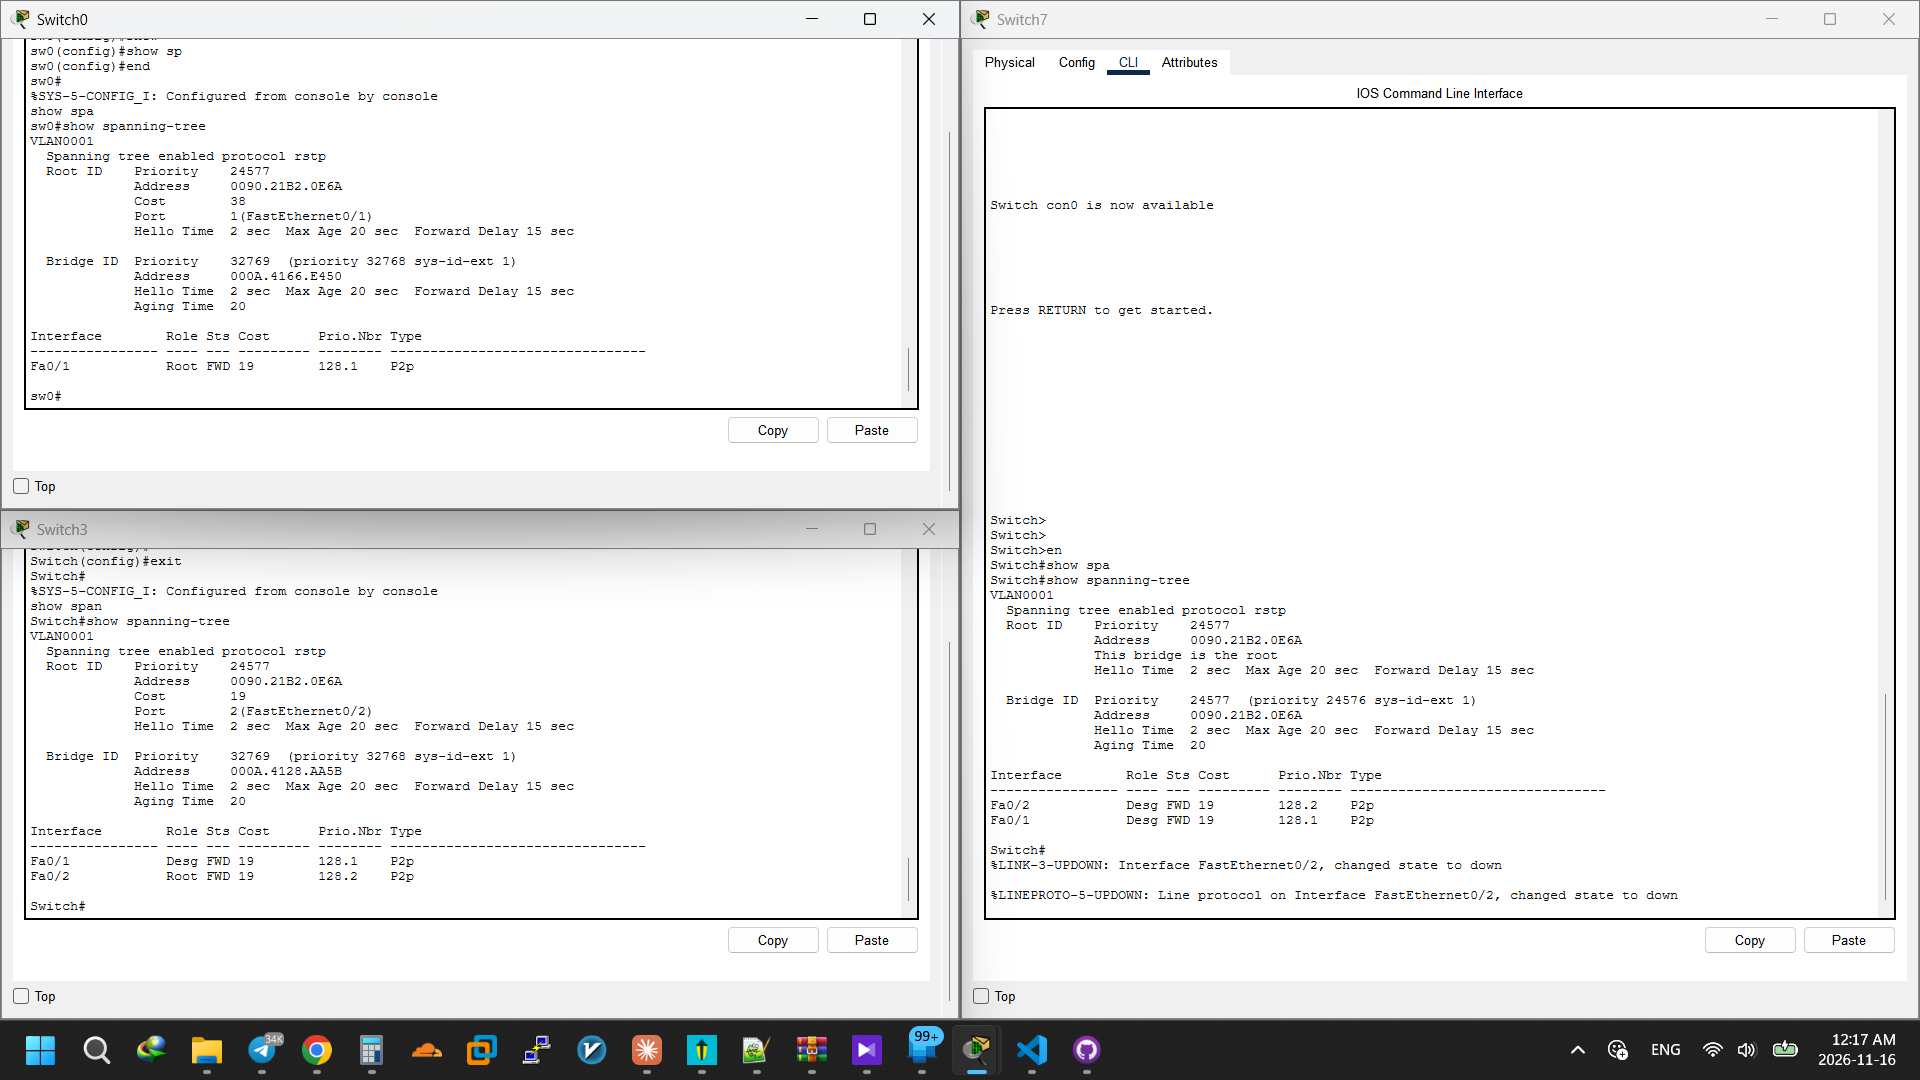 Switch0
sw0(config)#show sp
sw0(config)#end
sw0#
%SYS-5-CONFIG_I: Configured from console by console
show spa
sw0#show spanning-tree
VLAN0001
  Spanning tree enabled protocol rstp
  Root ID    Priority    24577
             Address     0090.21B2.0E6A
             Cost        38
             Port        1(FastEthernet0/1)
             Hello Time  2 sec  Max Age 20 sec  Forward Delay 15 sec
  Bridge ID  Priority    32769  (priority 32768 sys-id-ext 1)
             Address     000A.4166.E450
             Hello Time  2 sec  Max Age 20 sec  Forward Delay 15 sec
             Aging Time  20
Interface        Role Sts Cost      Prio.Nbr Type
---------------- ---- --- --------- -------- --------------------------------
Fa0/1            Root FWD 19        128.1    P2p
sw0#
Copy
Paste
Top
Switch3
Switch(config)#exit
Switch#
%SYS-5-CONFIG_I: Configured from console by console
show span
Switch#show spanning-tree
VLAN0001
  Spanning tree enabled protocol rstp
  Root ID    Priority    24577
             Address     0090.21B2.0E6A
             Cost        19
             Port        2(FastEthernet0/2)
             Hello Time  2 sec  Max Age 20 sec  Forward Delay 15 sec
  Bridge ID  Priority    32769  (priority 32768 sys-id-ext 1)
             Address     000A.4128.AA5B
             Hello Time  2 sec  Max Age 20 sec  Forward Delay 15 sec
             Aging Time  20
Interface        Role Sts Cost      Prio.Nbr Type
---------------- ---- --- --------- -------- --------------------------------
Fa0/1            Desg FWD 19        128.1    P2p
Fa0/2            Root FWD 19        128.2    P2p
Switch#
Copy
Paste
Top
Switch7
Physical Config CLI Attributes
IOS Command Line Interface
Switch con0 is now available
Press RETURN to get started.
Switch>
Switch>
Switch>en
Switch#show spa
Switch#show spanning-tree
VLAN0001
  Spanning tree enabled protocol rstp
  Root ID    Priority    24577
             Address     0090.21B2.0E6A
             This bridge is the root
             Hello Time  2 sec  Max Age 20 sec  Forward Delay 15 sec
  Bridge ID  Priority    24577  (priority 24576 sys-id-ext 1)
             Address     0090.21B2.0E6A
             Hello Time  2 sec  Max Age 20 sec  Forward Delay 15 sec
             Aging Time  20
Interface        Role Sts Cost      Prio.Nbr Type
---------------- ---- --- --------- -------- --------------------------------
Fa0/2            Desg FWD 19        128.2    P2p
Fa0/1            Desg FWD 19        128.1    P2p
Switch#
%LINK-3-UPDOWN: Interface FastEthernet0/2, changed state to down
%LINEPROTO-5-UPDOWN: Line protocol on Interface FastEthernet0/2, changed state to down
Copy
Paste
Top
34K
99+
ENG
12:17 AM
2026-11-16